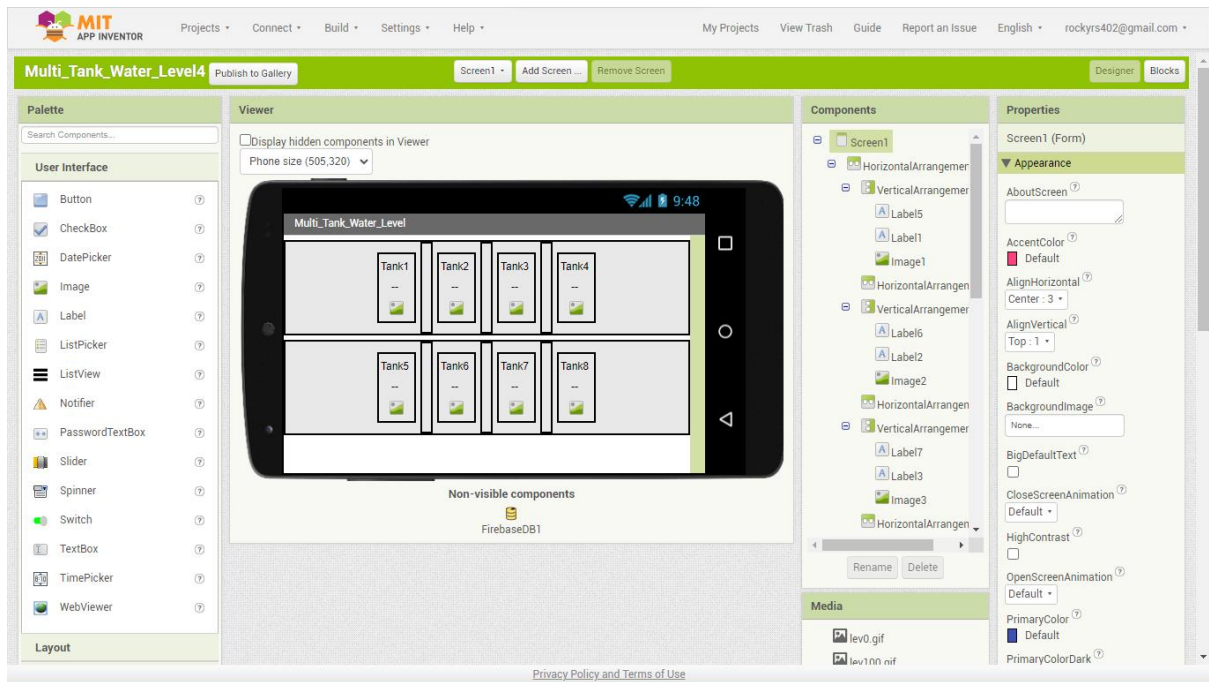 MIT
APP INVENTOR
Projects
Connect
Build
Settings
Help
My Projects
View Trash
Guide
Report an Issue
English
rockyrs402@gmail.com
Multi_Tank_Water_Level4
Publish to Gallery
Screen1
Add Screen ...
Remove Screen
Designer
Blocks
Palette
Search Components...
User Interface
Button
CheckBox
DatePicker
Image
Label
ListPicker
ListView
Notifier
PasswordTextBox
Slider
Spinner
Switch
TextBox
TimePicker
WebViewer
Layout
Viewer
Display hidden components in Viewer
Phone size (505,320)
9:48
Multi_Tank_Water_Level
Tank1 Tank2 Tank3 Tank4
-- -- -- --
Tank5 Tank6 Tank7 Tank8
-- -- -- --
Non-visible components
FirebaseDB1
Components
Screen1
HorizontalArrangemer
VerticalArrangemer
Label5
Label1
Image1
HorizontalArrangen
VerticalArrangemer
Label6
Label2
Image2
HorizontalArrangen
VerticalArrangemer
Label7
Label3
Image3
HorizontalArrangen
Rename Delete
Media
lev0.gif
lev100.gif
Properties
Screen1 (Form)
Appearance
AboutScreen
AccentColor
Default
AlignHorizontal
Center : 3
AlignVertical
Top : 1
BackgroundColor
Default
BackgroundImage
None...
BigDefaultText
CloseScreenAnimation
Default
HighContrast
OpenScreenAnimation
Default
PrimaryColor
Default
PrimaryColorDark
Privacy Policy and Terms of Use